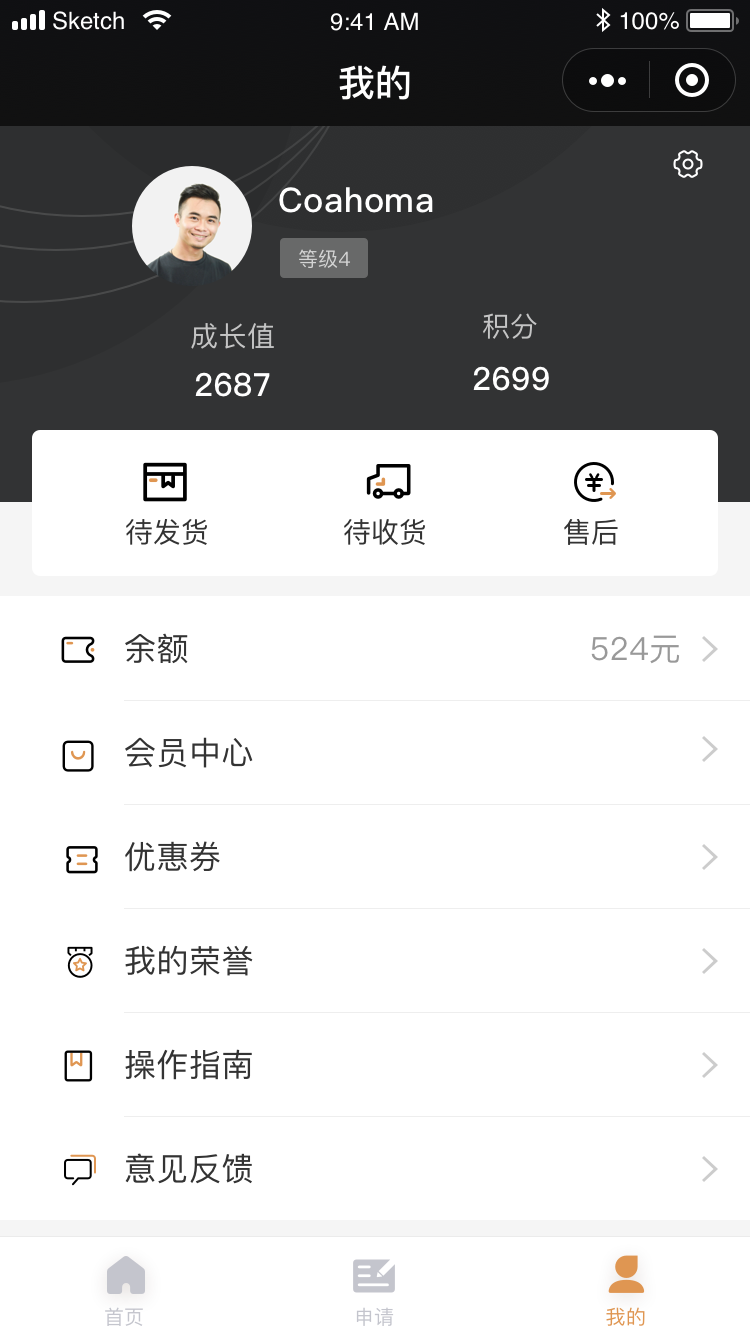 Sketch 9:41 AM 100%
我的
Coahoma
等级4
成长值 积分
2687 2699
待发货 待收货 售后
余额 524元
会员中心
优惠券
我的荣誉
操作指南
意见反馈
首页 申请 我的